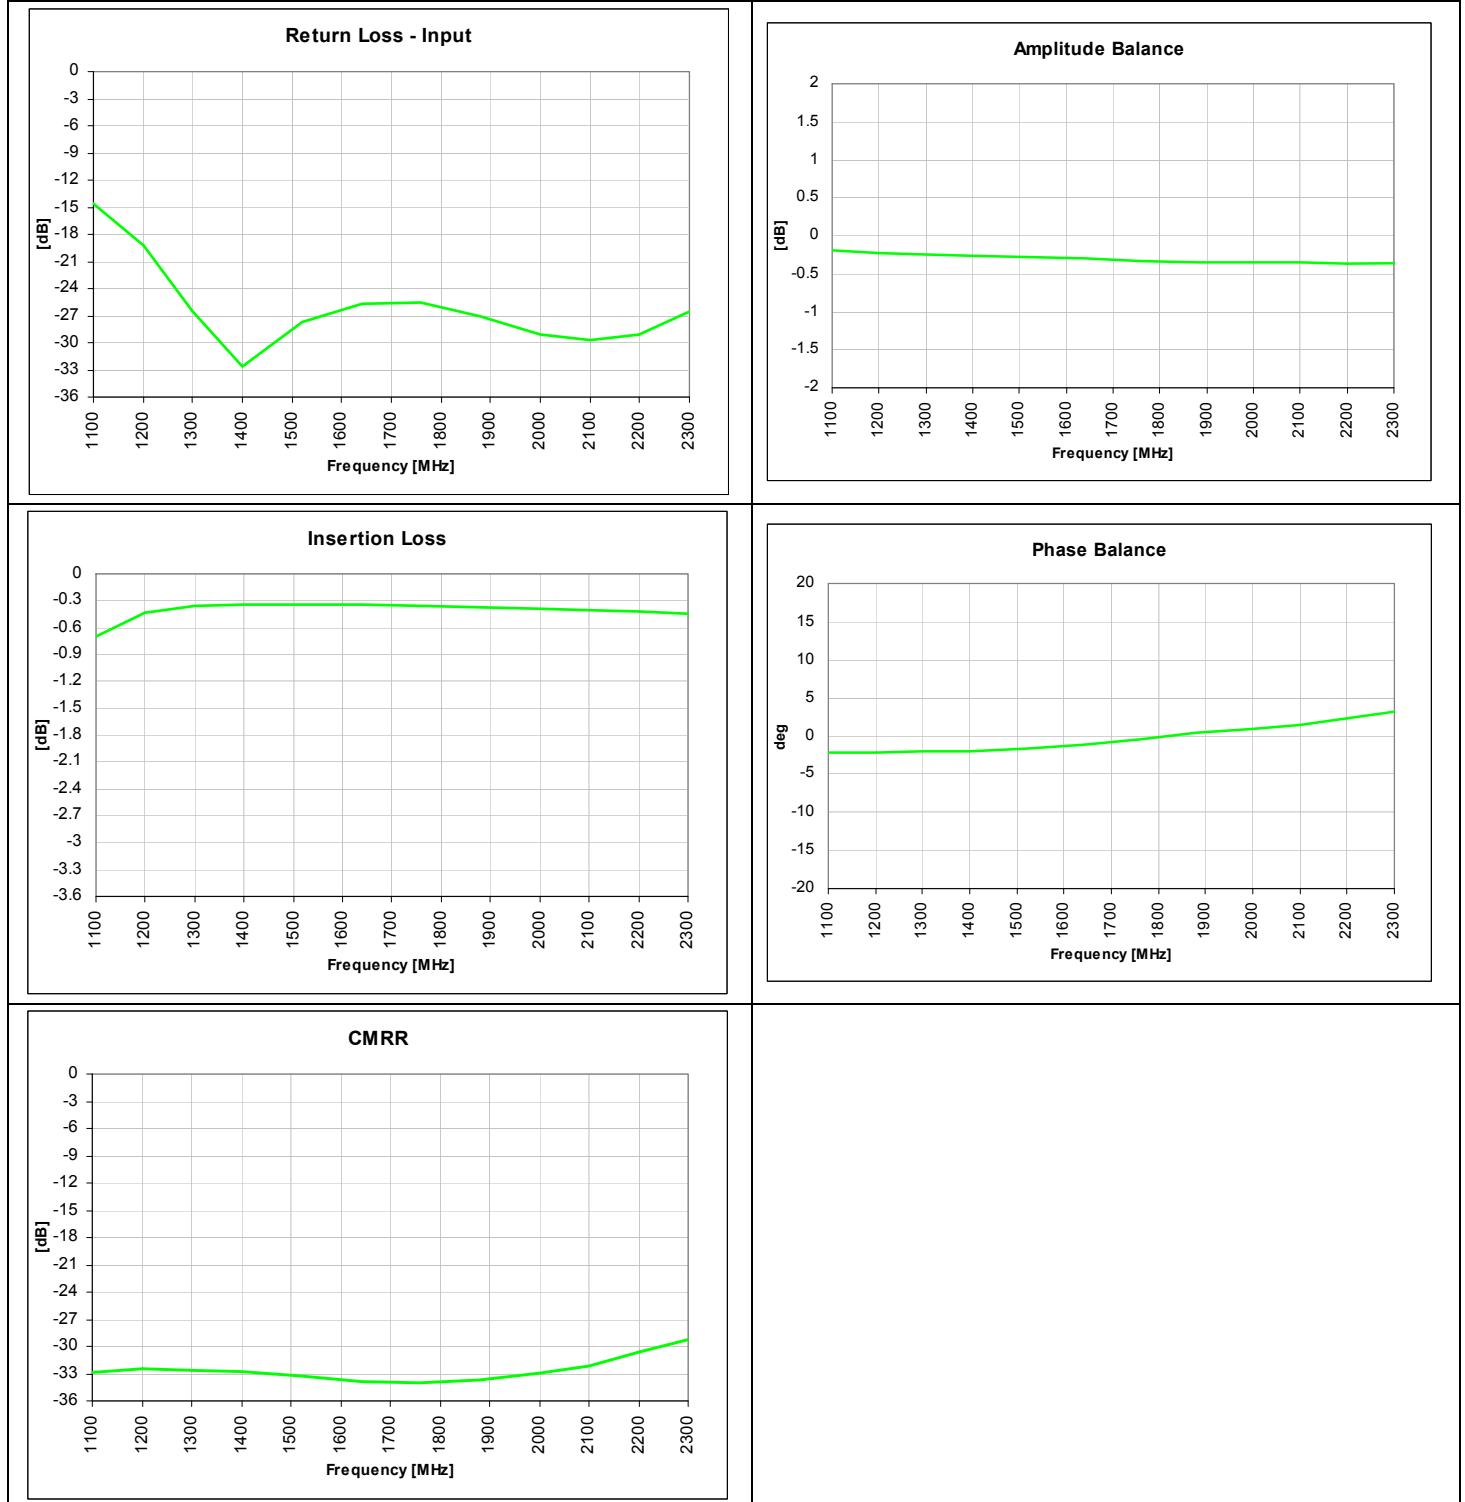 Return Loss - Input
0
-3
-6
-9
-12
-15
-18
-21
-24
-27
-30
-33
-36
[dB]
1100 1200 1300 1400 1500 1600 1700 1800 1900 2000 2100 2200 2300
Frequency [MHz]
Amplitude Balance
2
1.5
1
0.5
0
-0.5
-1
-1.5
-2
[dB]
1100 1200 1300 1400 1500 1600 1700 1800 1900 2000 2100 2200 2300
Frequency [MHz]
Insertion Loss
0
-0.3
-0.6
-0.9
-1.2
-1.5
-1.8
-2.1
-2.4
-2.7
-3
-3.3
-3.6
[dB]
1100 1200 1300 1400 1500 1600 1700 1800 1900 2000 2100 2200 2300
Frequency [MHz]
Phase Balance
20
15
10
5
0
-5
-10
-15
-20
deg
1100 1200 1300 1400 1500 1600 1700 1800 1900 2000 2100 2200 2300
Frequency [MHz]
CMRR
0
-3
-6
-9
-12
-15
-18
-21
-24
-27
-30
-33
-36
[dB]
1100 1200 1300 1400 1500 1600 1700 1800 1900 2000 2100 2200 2300
Frequency [MHz]